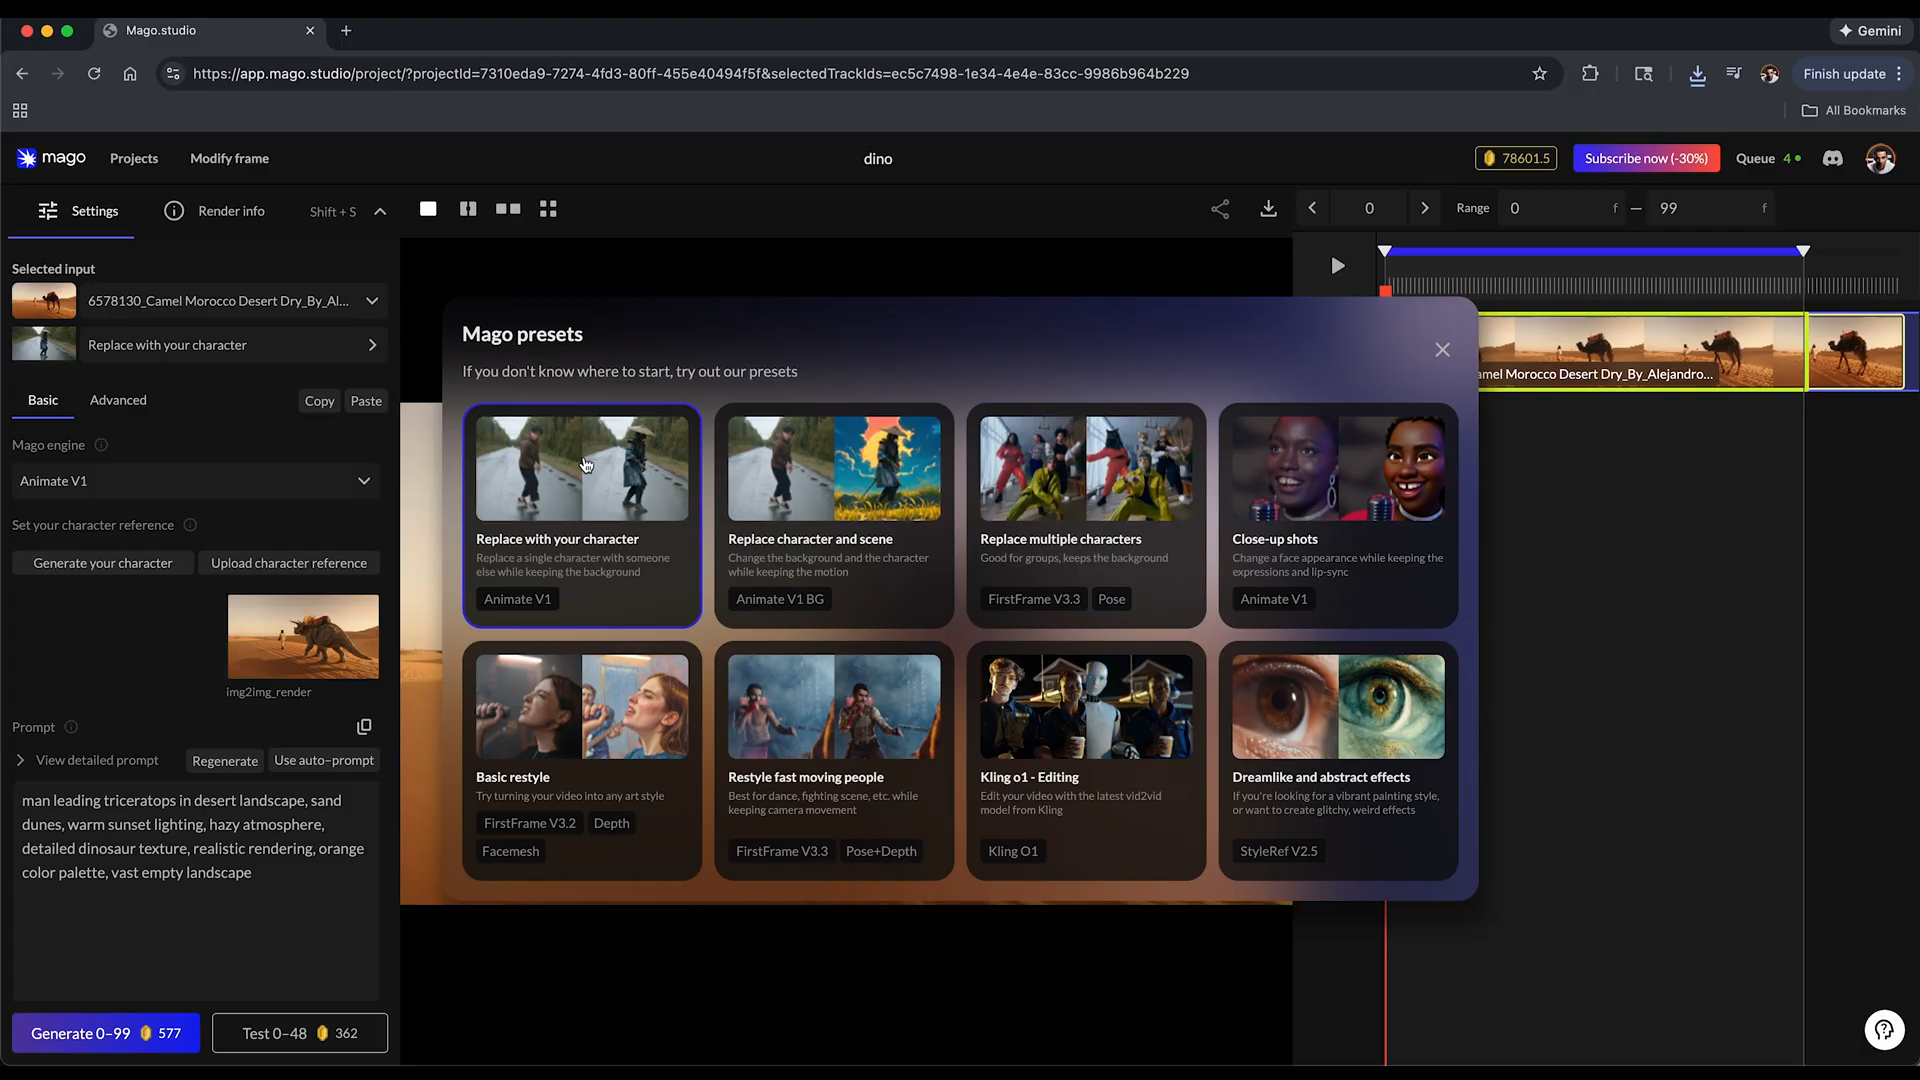 Mago.studio
Gemini
https://app.mago.studio/project/?projectId=7310eda9-7274-4fd3-80ff-455e40494f5f&selectedTrackIds=ec5c7498-1e34-4e4e-83cc-9986b964b229
Finish update
All Bookmarks
mago
Projects
Modify frame
dino
78601.5
Subscribe now (-30%)
Queue 4
Settings
Render info
Shift + S
0
Range
0
f
—
99
f
Selected input
6578130_Camel Morocco Desert Dry_By_Al...
Replace with your character
Basic
Advanced
Copy
Paste
Mago engine
Animate V1
Set your character reference
Generate your character
Upload character reference
img2img_render
Prompt
View detailed prompt
Regenerate
Use auto-prompt
man leading triceratops in desert landscape, sand
dunes, warm sunset lighting, hazy atmosphere,
detailed dinosaur texture, realistic rendering, orange
color palette, vast empty landscape
Generate 0–99 577
Test 0–48 362
Mago presets
If you don't know where to start, try out our presets
Replace with your character
Replace a single character with someone
else while keeping the background
Animate V1
Replace character and scene
Change the background and the character
while keeping the motion
Animate V1 BG
Replace multiple characters
Good for groups, keeps the background
FirstFrame V3.3
Pose
Close-up shots
Change a face appearance while keeping the
expressions and lip-sync
Animate V1
Basic restyle
Try turning your video into any art style
FirstFrame V3.2
Depth
Facemesh
Restyle fast moving people
Best for dance, fighting scene, etc. while
keeping camera movement
FirstFrame V3.3
Pose+Depth
Kling o1 - Editing
Edit your video with the latest vid2vid
model from Kling
Kling O1
Dreamlike and abstract effects
If you're looking for a vibrant painting style,
or want to create glitchy, weird effects
StyleRef V2.5
mel Morocco Desert Dry_By_Alejandro...